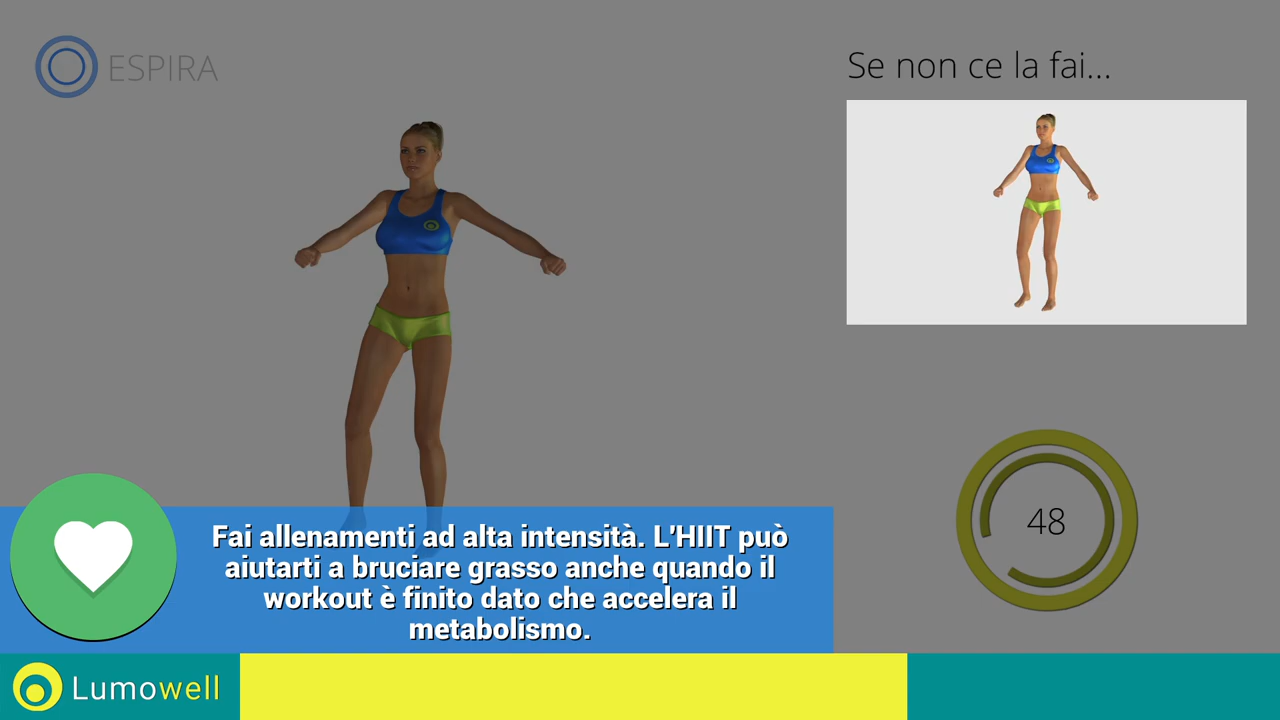 ESPIRA
Se non ce la fai...
48
Fai allenamenti ad alta intensità. L'HIIT può
aiutarti a bruciare grasso anche quando il
workout è finito dato che accelera il
metabolismo.
Lumowell